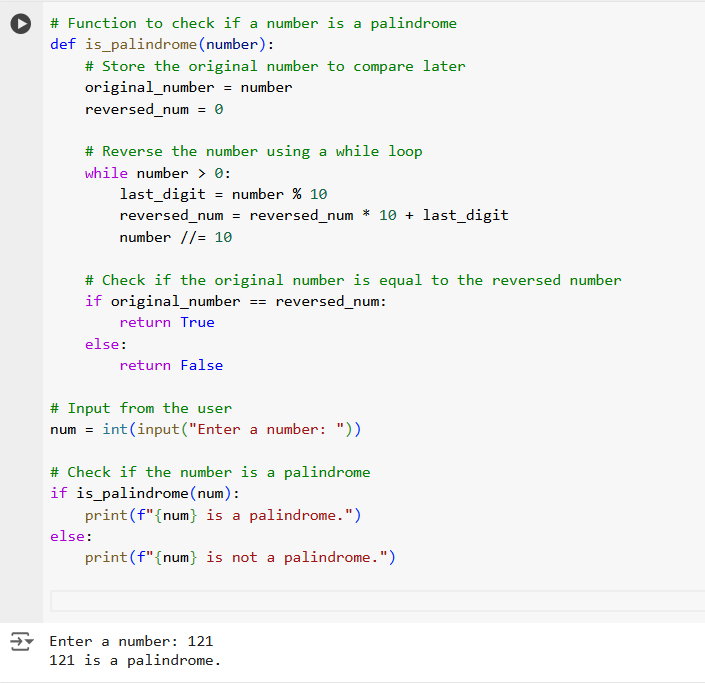 # Function to check if a number is a palindrome
def is_palindrome(number):
    # Store the original number to compare later
    original_number = number
    reversed_num = 0

    # Reverse the number using a while loop
    while number > 0:
        last_digit = number % 10
        reversed_num = reversed_num * 10 + last_digit
        number //= 10

    # Check if the original number is equal to the reversed number
    if original_number == reversed_num:
        return True
    else:
        return False

# Input from the user
num = int(input("Enter a number: "))

# Check if the number is a palindrome
if is_palindrome(num):
    print(f"{num} is a palindrome.")
else:
    print(f"{num} is not a palindrome.")

Enter a number: 121
121 is a palindrome.